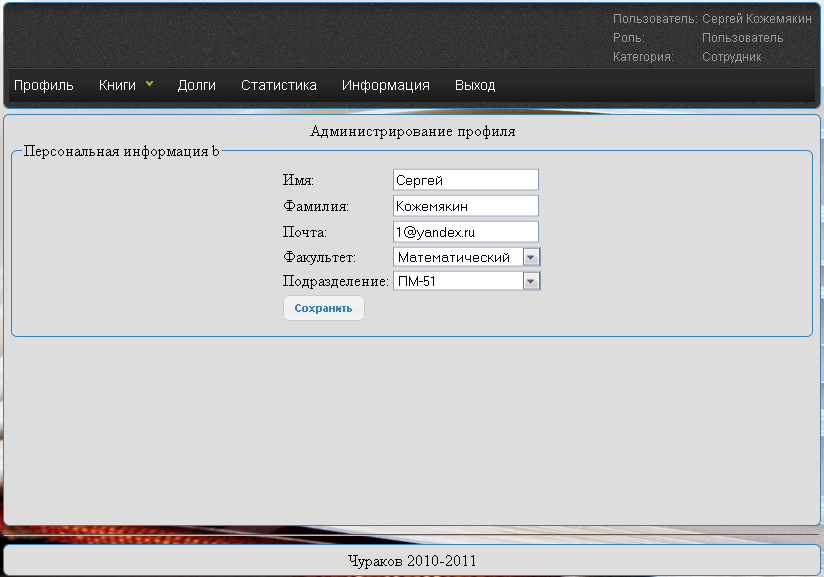 Пользователь: Сергей Кожемякин
Роль: Пользователь
Категория: Сотрудник
Профиль Книги Долги Статистика Информация Выход
Администрирование профиля
Персональная информация b
Имя: Сергей
Фамилия: Кожемякин
Почта: 1@yandex.ru
Факультет: Математический
Подразделение: ПМ-51
Сохранить
Чураков 2010-2011